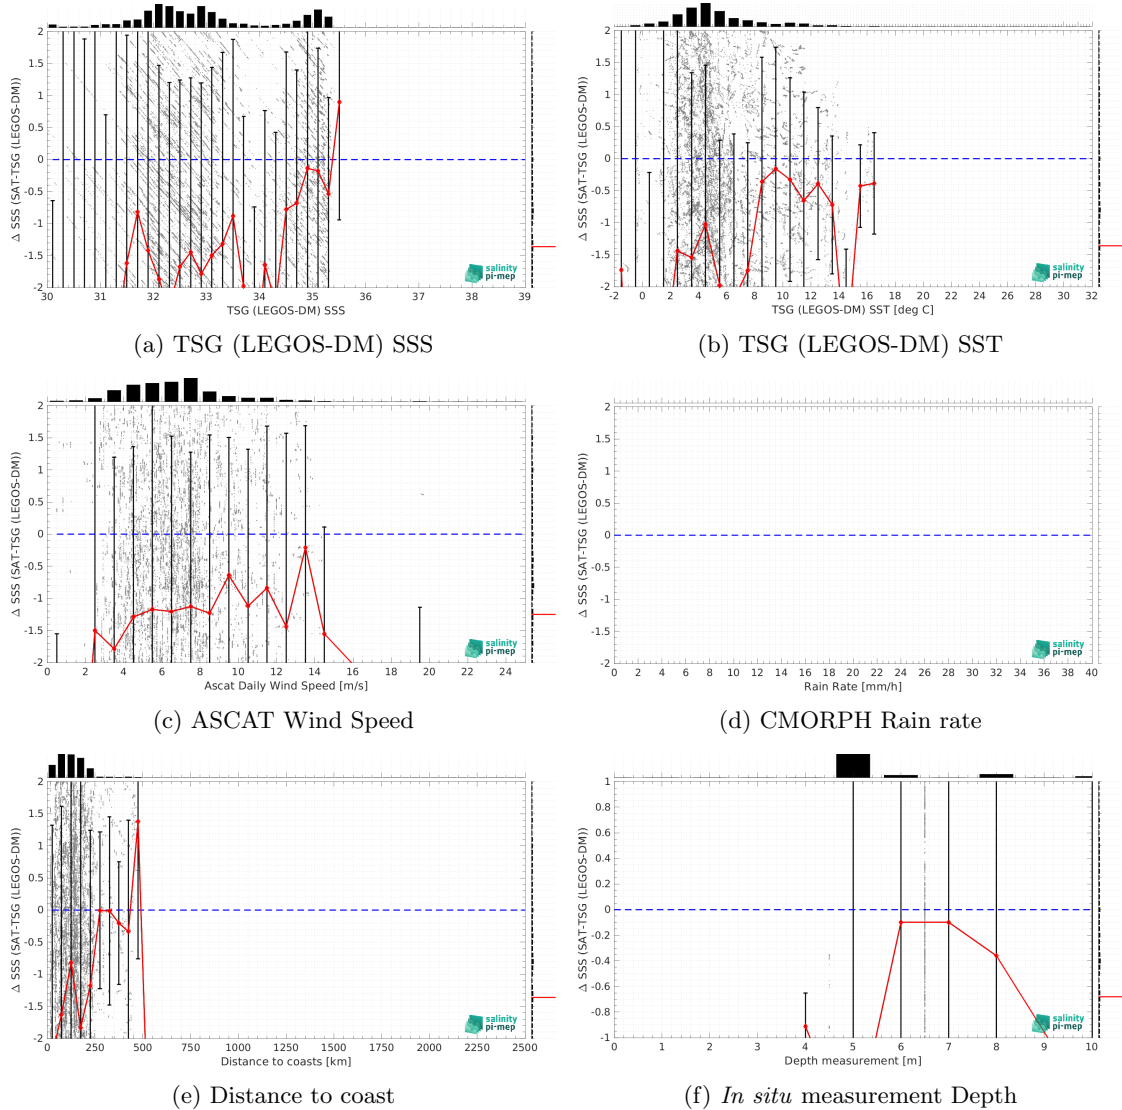 2
1.5
1
0.5
0
-0.5
-1
-1.5
-2
Δ SSS (SAT-TSG (LEGOS-DM))
30 31 32 33 34 35 36 37 38 39
TSG (LEGOS-DM) SSS
salinity
pi-mep
(a) TSG (LEGOS-DM) SSS
2
1.5
1
0.5
0
-0.5
-1
-1.5
-2
Δ SSS (SAT-TSG (LEGOS-DM))
-2 0 2 4 6 8 10 12 14 16 18 20 22 24 26 28 30 32
TSG (LEGOS-DM) SST [deg C]
salinity
pi-mep
(b) TSG (LEGOS-DM) SST
2
1.5
1
0.5
0
-0.5
-1
-1.5
-2
Δ SSS (SAT-TSG (LEGOS-DM))
0 2 4 6 8 10 12 14 16 18 20 22 24
Ascat Daily Wind Speed [m/s]
salinity
pi-mep
(c) ASCAT Wind Speed
2
1.5
1
0.5
0
-0.5
-1
-1.5
-2
Δ SSS (SAT-TSG (LEGOS-DM))
0 2 4 6 8 10 12 14 16 18 20 22 24 26 28 30 32 34 36 38 40
Rain Rate [mm/h]
salinity
pi-mep
(d) CMORPH Rain rate
2
1.5
1
0.5
0
-0.5
-1
-1.5
-2
Δ SSS (SAT-TSG (LEGOS-DM))
0 250 500 750 1000 1250 1500 1750 2000 2250 2500
Distance to coasts [km]
salinity
pi-mep
(e) Distance to coast
1
0.8
0.6
0.4
0.2
0
-0.2
-0.4
-0.6
-0.8
-1
Δ SSS (SAT-TSG (LEGOS-DM))
0 1 2 3 4 5 6 7 8 9 10
Depth measurement [m]
salinity
pi-mep
(f) In situ measurement Depth